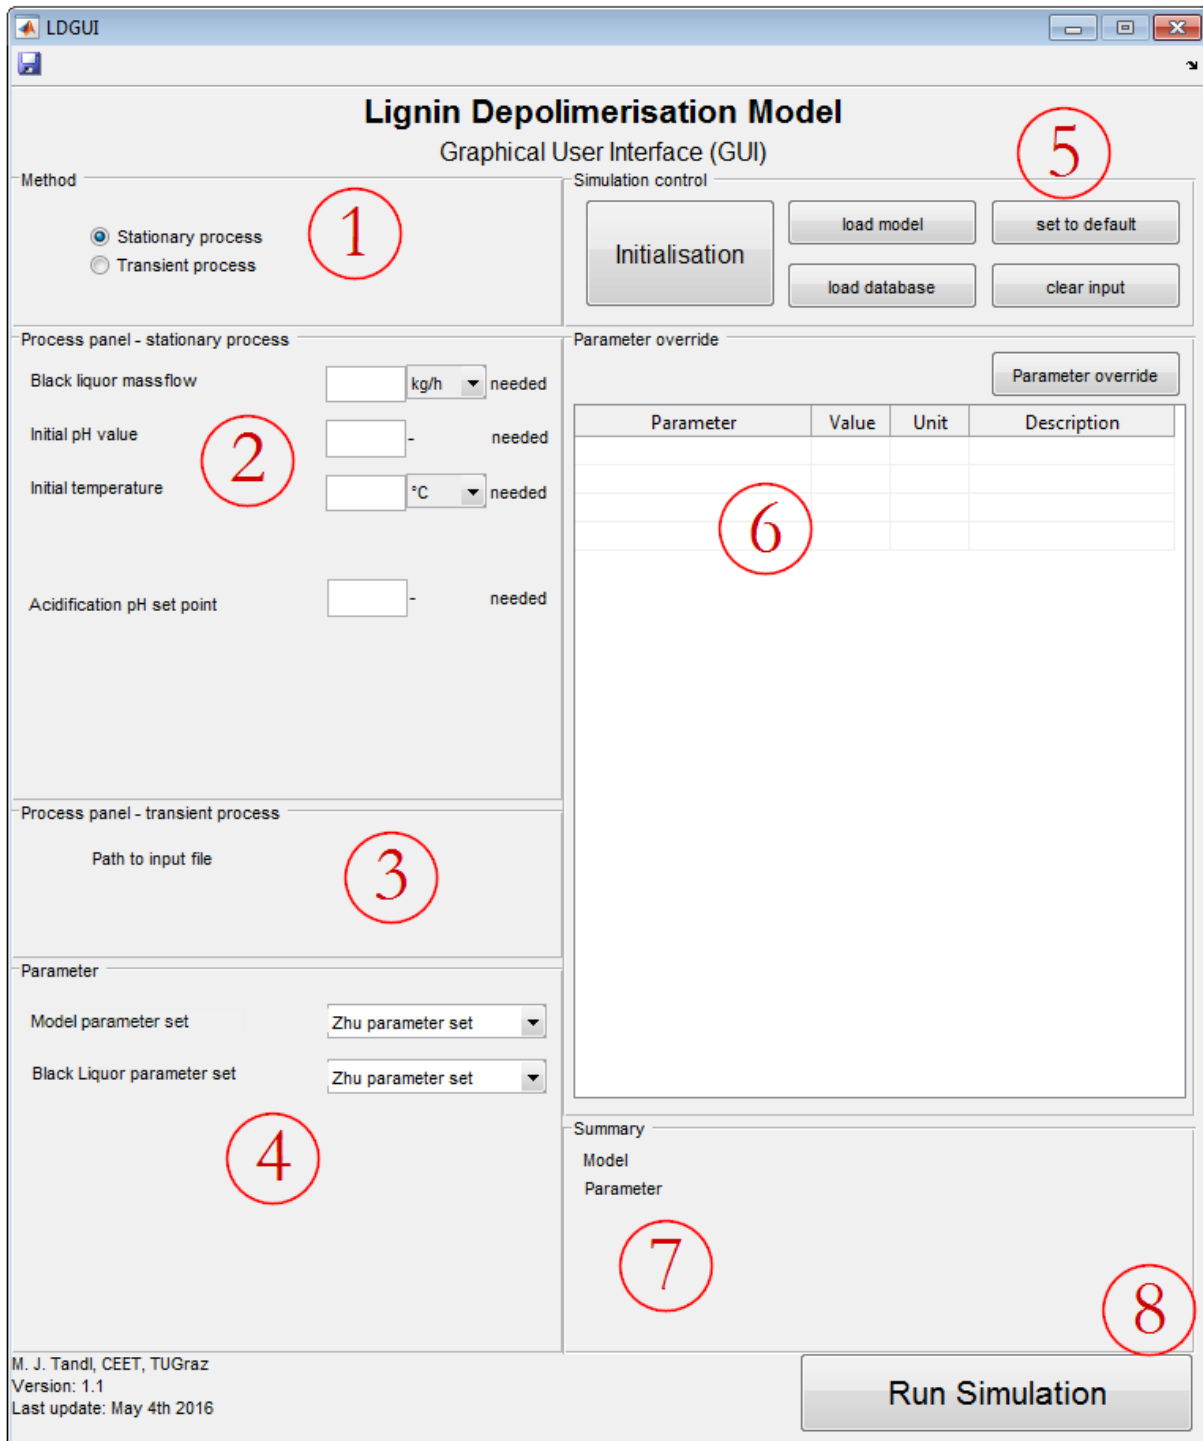 LDGUI
Lignin Depolimerisation Model
Graphical User Interface (GUI)
Method
1
Stationary process
Transient process
Simulation control
5
Initialisation
load model
set to default
load database
clear input
Process panel - stationary process
Black liquor massflow
kg/h
needed
Initial pH value
-
needed
2
Initial temperature
°C
needed
Acidification pH set point
-
needed
Process panel - transient process
Path to input file
3
Parameter
Model parameter set
Zhu parameter set
Black Liquor parameter set
Zhu parameter set
4
Parameter override
Parameter override
Parameter Value Unit Description
6
Summary
Model
Parameter
7
8
M. J. Tandl, CEET, TUGraz
Version: 1.1
Last update: May 4th 2016
Run Simulation